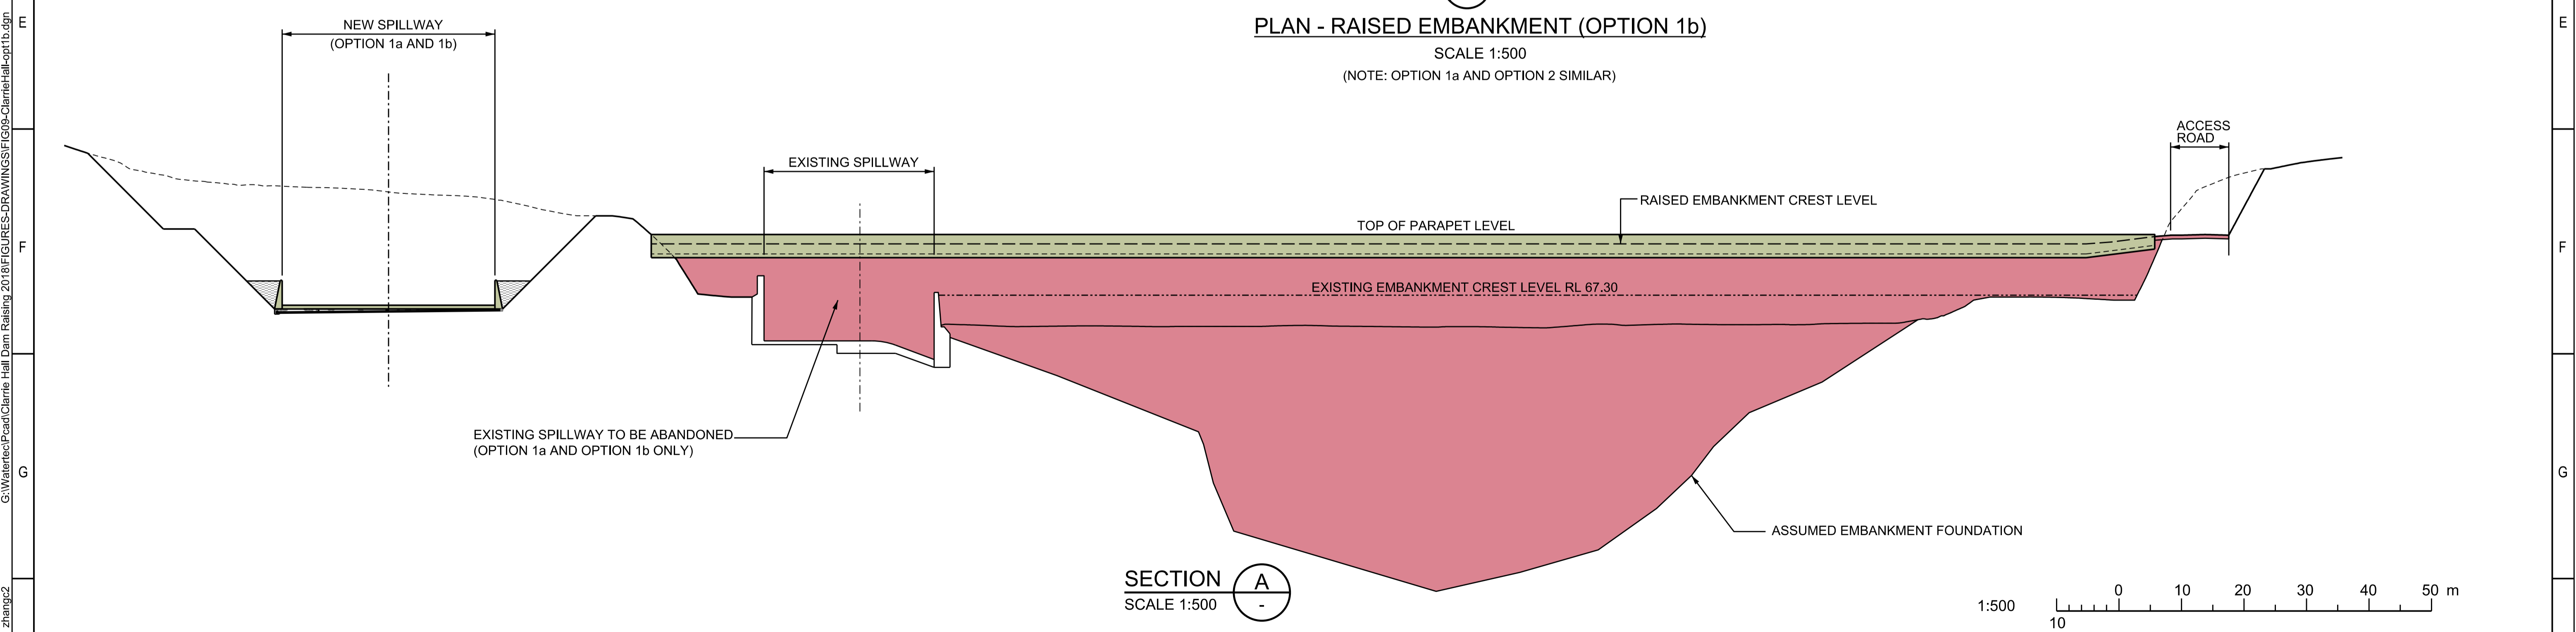 E
E
NEW SPILLWAY
(OPTION 1a AND 1b)
PLAN - RAISED EMBANKMENT (OPTION 1b)
SCALE 1:500
(NOTE: OPTION 1a AND OPTION 2 SIMILAR)
G:\Watertec\Pcad\Clarrie Hall Dam Raising 2018\FIGURES-DRAWINGS\FIG09-ClarrieHall-opt1b.dgn
ACCESS
ROAD
EXISTING SPILLWAY
RAISED EMBANKMENT CREST LEVEL
TOP OF PARAPET LEVEL
F
F
EXISTING EMBANKMENT CREST LEVEL RL 67.30
EXISTING SPILLWAY TO BE ABANDONED
(OPTION 1a AND OPTION 1b ONLY)
G
G
ASSUMED EMBANKMENT FOUNDATION
SECTION A
SCALE 1:500 -
1:500
0 10 20 30 40 50 m
10
zhangc2